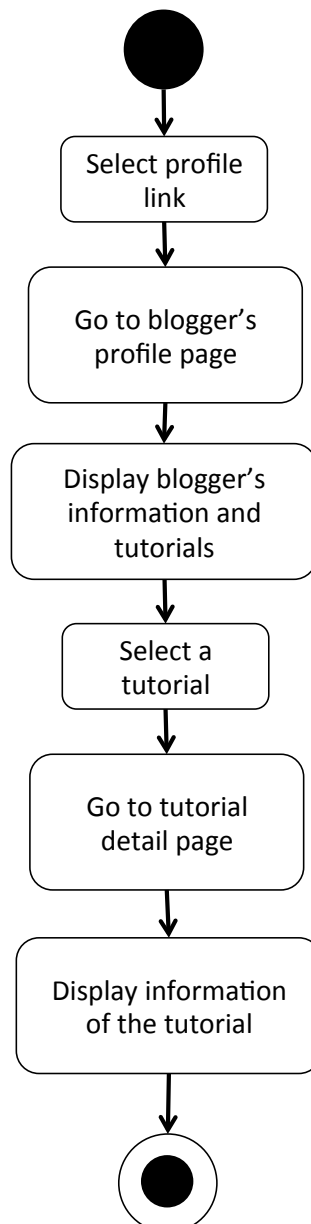 Select profile
link
Go to blogger’s
profile page
Display blogger’s
information and
tutorials
Select a
tutorial
Go to tutorial
detail page
Display information
of the tutorial